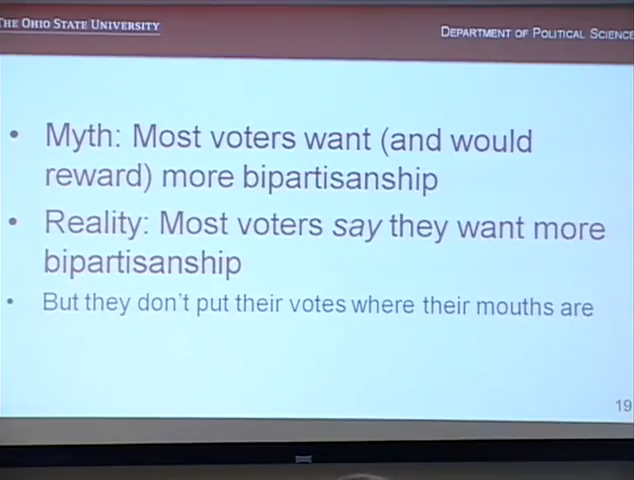 THE OHIO STATE UNIVERSITY
DEPARTMENT OF POLITICAL SCIENCE
• Myth: Most voters want (and would
reward) more bipartisanship
• Reality: Most voters say they want more
bipartisanship
• But they don't put their votes where their mouths are
19